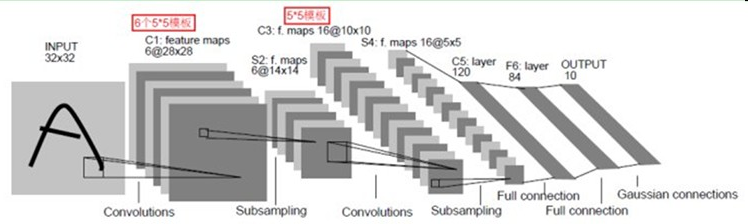 6个5*5模板
5*5模板
INPUT
32x32
C1: feature maps
6@28x28
S2: f. maps
6@14x14
C3: f. maps 16@10x10
S4: f. maps 16@5x5
C5: layer
120
F6: layer
84
OUTPUT
10
A
Convolutions
Subsampling
Convolutions
Subsampling
Full connection
Full connection
Gaussian connections